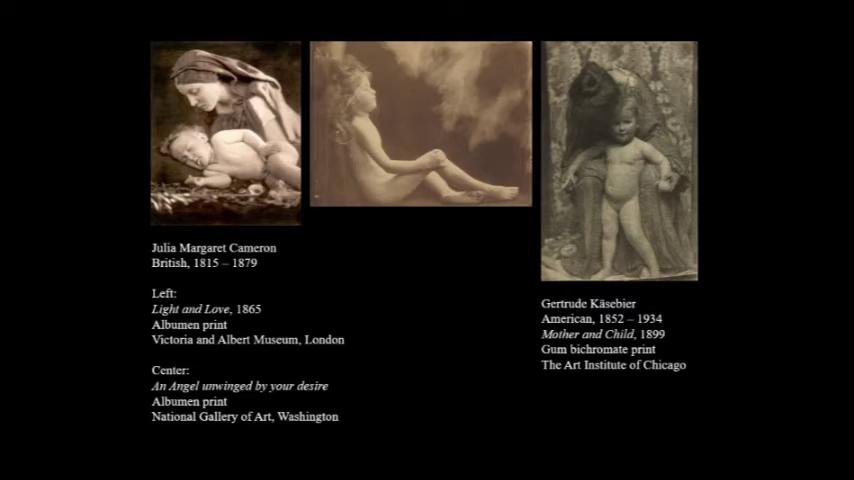 Julia Margaret Cameron
British, 1815 – 1879
Left:
Light and Love, 1865
Albumen print
Victoria and Albert Museum, London
Center:
An Angel unwinged by your desire
Albumen print
National Gallery of Art, Washington
Gertrude Käsebier
American, 1852 – 1934
Mother and Child, 1899
Gum bichromate print
The Art Institute of Chicago